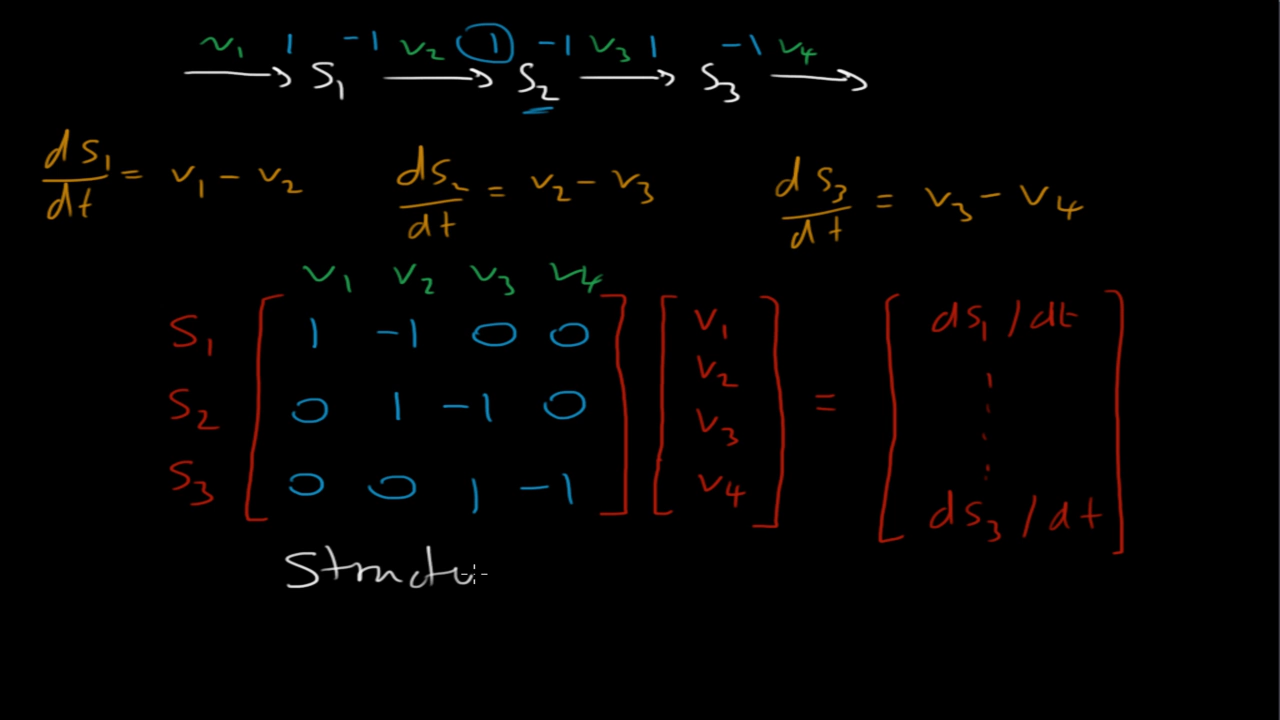 v₁ 1 -1 v₂ 1 -1 v₃ 1 -1 v₄
→ S₁ → S₂ → S₃ →
dS₁/dt = v₁ - v₂ dS₂/dt = v₂ - v₃ dS₃/dt = v₃ - v₄
v₁ v₂ v₃ v₄
S₁ [ 1 -1 0 0 ] [ v₁ ] [ dS₁/dt ]
S₂ [ 0 1 -1 0 ] [ v₂ v₃ ] = [ ⋮ ]
S₃ [ 0 0 1 -1 ] [ v₄ ] [ dS₃/dt ]
Structu